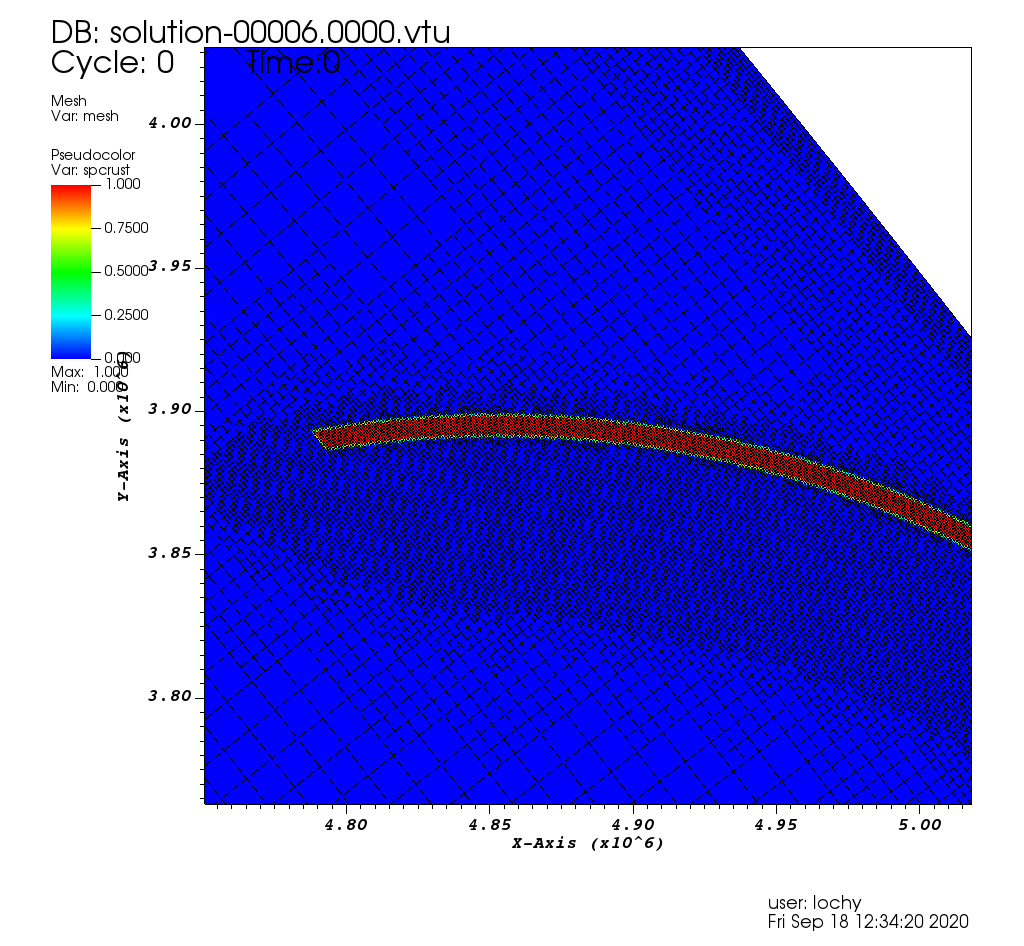 DB: solution-00006.0000.vtu
Cycle: 0 Time:0
Mesh
Var: mesh
Pseudocolor
Var: spcrust
1.000
0.7500
0.5000
0.2500
0.000
Max: 1.000
Min: 0.000
4.00
3.95
3.90
3.85
3.80
Y-Axis (x10^6)
4.80 4.85 4.90 4.95 5.00
X-Axis (x10^6)
user: lochy
Fri Sep 18 12:34:20 2020